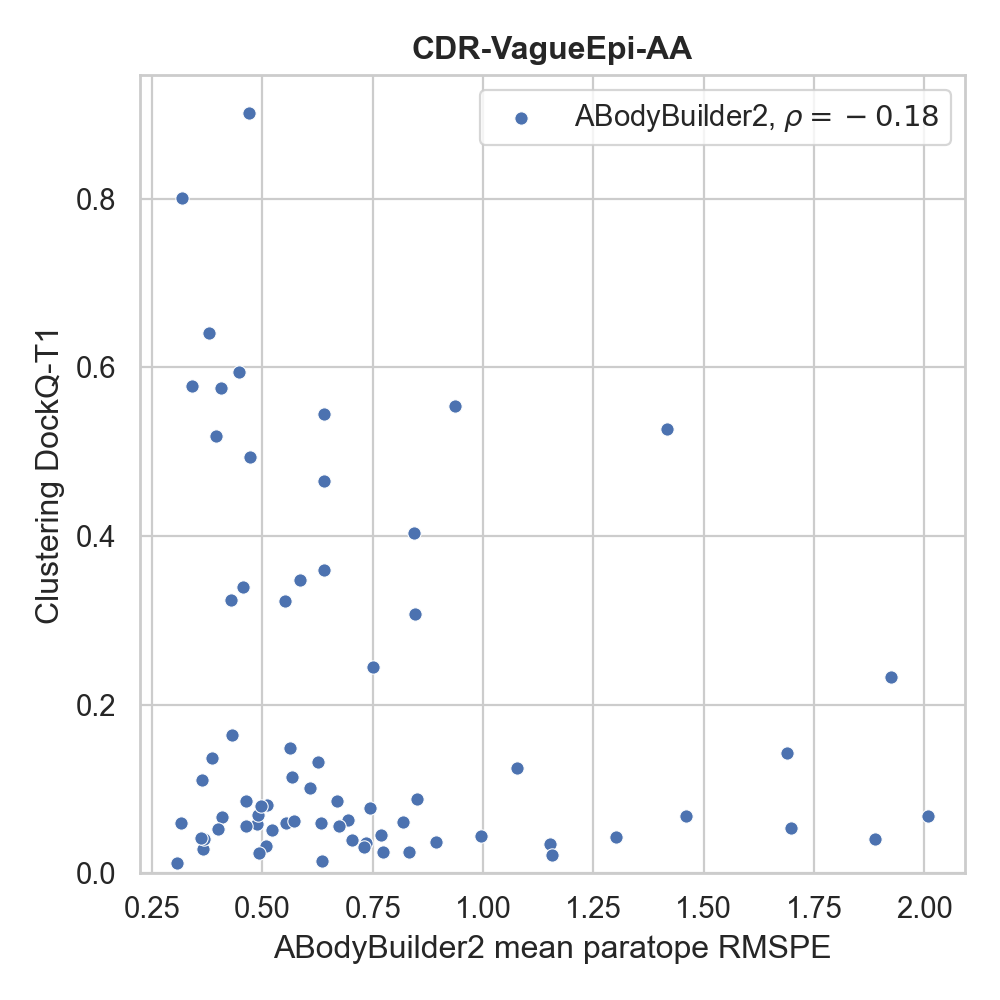 CDR-VagueEpi-AA
ABodyBuilder2, ρ = − 0.18
Clustering DockQ-T1
0.8
0.6
0.4
0.2
0.0
0.25 0.50 0.75 1.00 1.25 1.50 1.75 2.00
ABodyBuilder2 mean paratope RMSPE